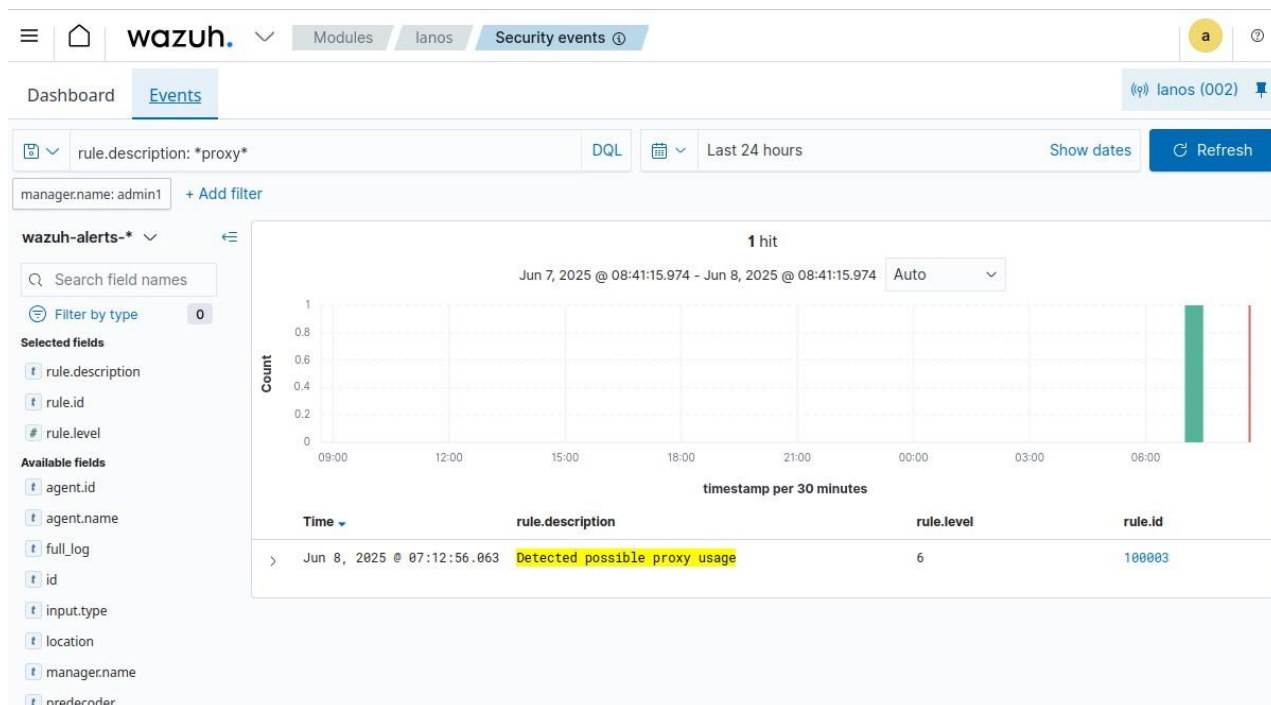 wazuh. Modules Ianos Security events a
Dashboard Events Ianos (002)
rule.description: *proxy* DQL Last 24 hours Show dates Refresh
manager.name: admin1 + Add filter
wazuh-alerts-*
Search field names
Filter by type 0
Selected fields
t rule.description
t rule.id
# rule.level
Available fields
t agent.id
t agent.name
t full_log
t id
t input.type
t location
t manager.name
t predecoder
1 hit
Jun 7, 2025 @ 08:41:15.974 - Jun 8, 2025 @ 08:41:15.974 Auto
Count
1
0.8
0.6
0.4
0.2
0
09:00 12:00 15:00 18:00 21:00 00:00 03:00 06:00
timestamp per 30 minutes
Time rule.description rule.level rule.id
Jun 8, 2025 @ 07:12:56.063 Detected possible proxy usage 6 100003